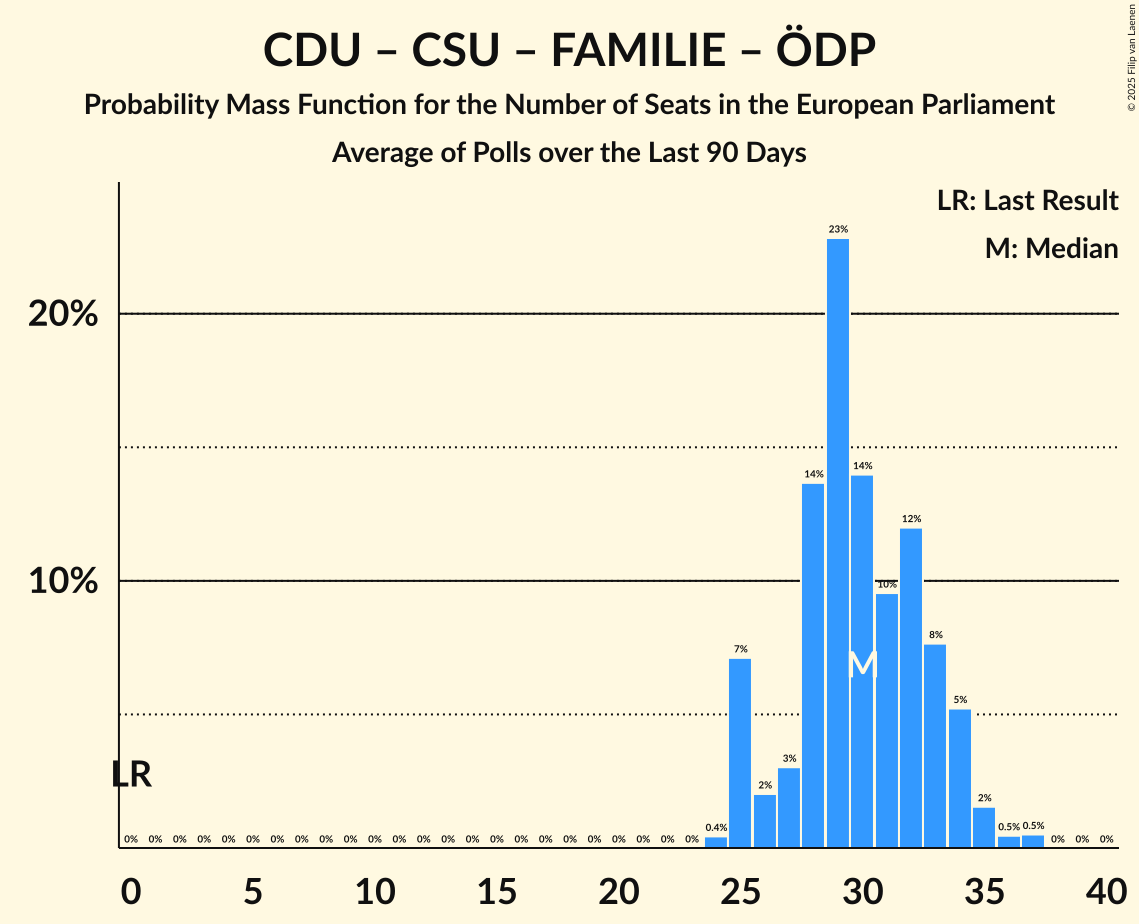 CDU – CSU – FAMILIE – ÖDP
Probability Mass Function for the Number of Seats in the European Parliament
Average of Polls over the Last 90 Days
© 2025 Filip van Laenen
LR: Last Result
M: Median
23%
20%
14% 14%
12%
10% 10%
8%
7%
M
5%
LR
3%
2% 2%
0% 0% 0% 0% 0% 0% 0% 0% 0% 0% 0% 0% 0% 0% 0% 0% 0% 0% 0% 0% 0% 0% 0% 0% 0.4% 0.5% 0.5% 0% 0% 0%
0 5 10 15 20 25 30 35 40